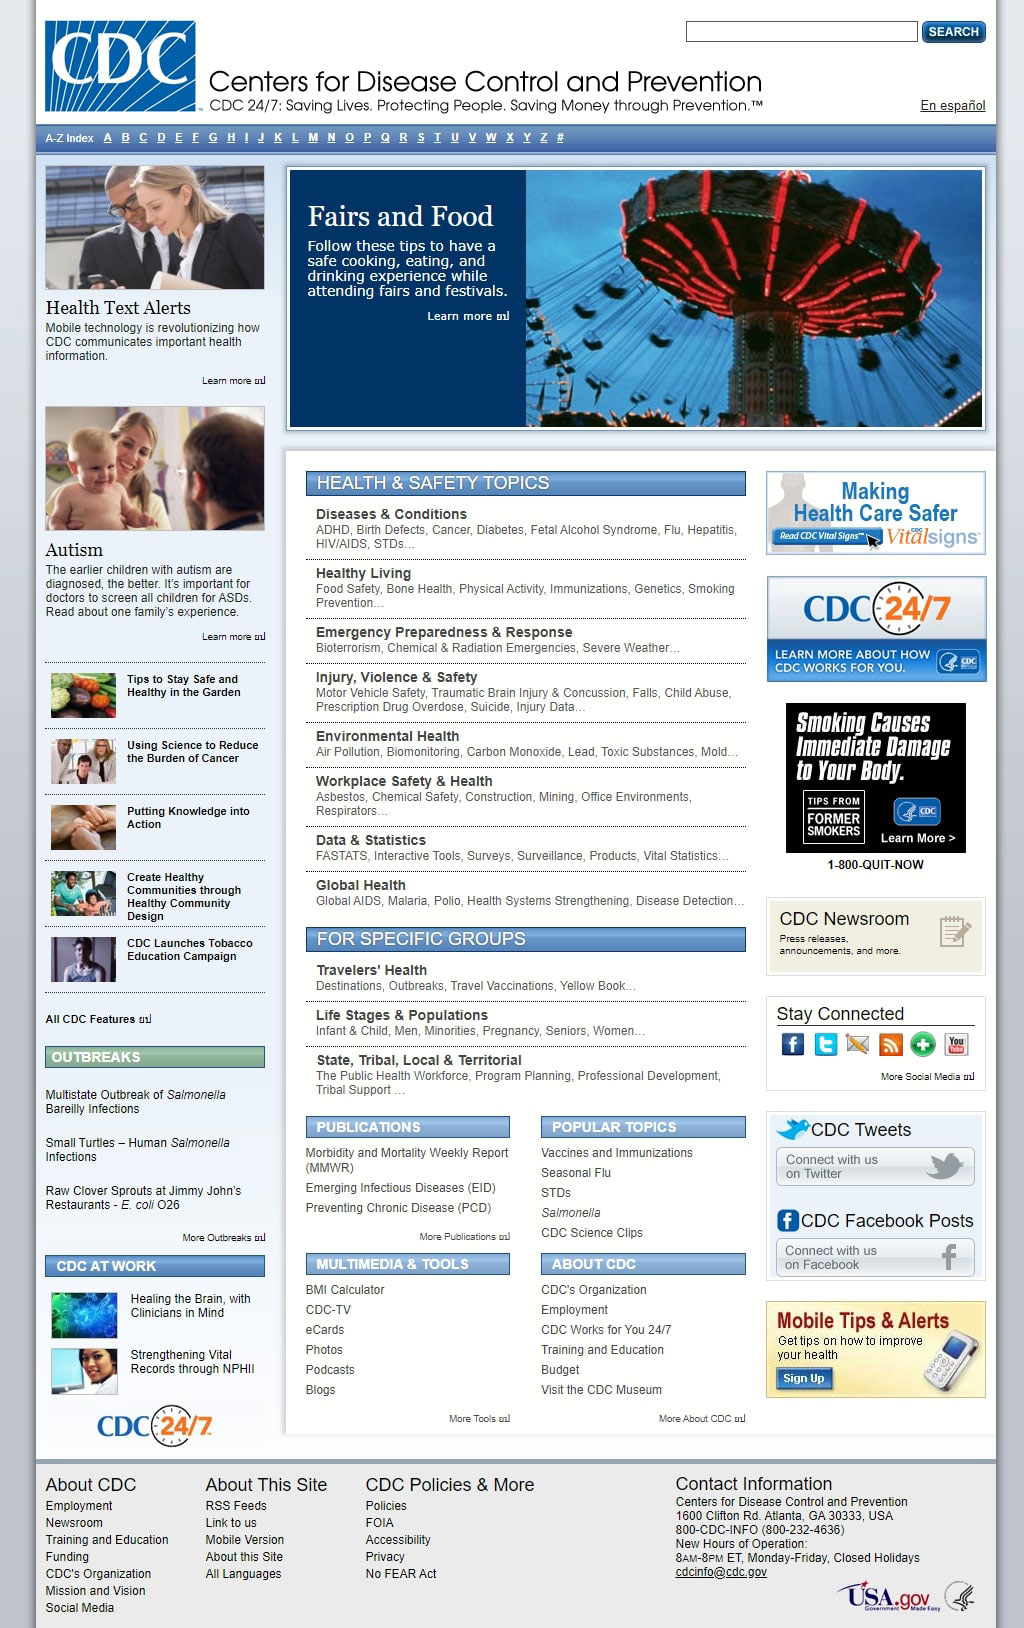 CDC
SEARCH
Centers for Disease Control and Prevention
CDC 24/7: Saving Lives. Protecting People. Saving Money through Prevention.™
En español
A-Z Index A B C D E F G H I J K L M N O P Q R S T U V W X Y Z #
Health Text Alerts
Mobile technology is revolutionizing how
CDC communicates important health
information.
Learn more
Autism
The earlier children with autism are
diagnosed, the better. It's important for
doctors to screen all children for ASDs.
Read about one family's experience.
Learn more
Tips to Stay Safe and
Healthy in the Garden
Using Science to Reduce
the Burden of Cancer
Putting Knowledge into
Action
Create Healthy
Communities through
Healthy Community
Design
CDC Launches Tobacco
Education Campaign
All CDC Features
OUTBREAKS
Multistate Outbreak of Salmonella
Bareilly Infections
Small Turtles – Human Salmonella
Infections
Raw Clover Sprouts at Jimmy John's
Restaurants - E. coli O26
More Outbreaks
CDC AT WORK
Healing the Brain, with
Clinicians in Mind
Strengthening Vital
Records through NPHII
CDC 24/7
Fairs and Food
Follow these tips to have a
safe cooking, eating, and
drinking experience while
attending fairs and festivals.
Learn more
HEALTH & SAFETY TOPICS
Diseases & Conditions
ADHD, Birth Defects, Cancer, Diabetes, Fetal Alcohol Syndrome, Flu, Hepatitis,
HIV/AIDS, STDs...
Healthy Living
Food Safety, Bone Health, Physical Activity, Immunizations, Genetics, Smoking
Prevention...
Emergency Preparedness & Response
Bioterrorism, Chemical & Radiation Emergencies, Severe Weather...
Injury, Violence & Safety
Motor Vehicle Safety, Traumatic Brain Injury & Concussion, Falls, Child Abuse,
Prescription Drug Overdose, Suicide, Injury Data...
Environmental Health
Air Pollution, Biomonitoring, Carbon Monoxide, Lead, Toxic Substances, Mold...
Workplace Safety & Health
Asbestos, Chemical Safety, Construction, Mining, Office Environments,
Respirators...
Data & Statistics
FASTATS, Interactive Tools, Surveys, Surveillance, Products, Vital Statistics...
Global Health
Global AIDS, Malaria, Polio, Health Systems Strengthening, Disease Detection...
FOR SPECIFIC GROUPS
Travelers' Health
Destinations, Outbreaks, Travel Vaccinations, Yellow Book...
Life Stages & Populations
Infant & Child, Men, Minorities, Pregnancy, Seniors, Women...
State, Tribal, Local & Territorial
The Public Health Workforce, Program Planning, Professional Development,
Tribal Support ...
PUBLICATIONS
Morbidity and Mortality Weekly Report
(MMWR)
Emerging Infectious Diseases (EID)
Preventing Chronic Disease (PCD)
More Publications
POPULAR TOPICS
Vaccines and Immunizations
Seasonal Flu
STDs
Salmonella
CDC Science Clips
MULTIMEDIA & TOOLS
BMI Calculator
CDC-TV
eCards
Photos
Podcasts
Blogs
More Tools
ABOUT CDC
CDC's Organization
Employment
CDC Works for You 24/7
Training and Education
Budget
Visit the CDC Museum
More About CDC
Making
Health Care Safer
Read CDC Vital Signs™
CDC
Vitalsigns™
CDC 24/7
LEARN MORE ABOUT HOW
CDC WORKS FOR YOU.
CDC
Smoking Causes
Immediate Damage
to Your Body.
TIPS FROM
FORMER
SMOKERS
CDC
Learn More >
1-800-QUIT-NOW
CDC Newsroom
Press releases,
announcements, and more.
Stay Connected
You
Tube
More Social Media
CDC Tweets
Connect with us
on Twitter
CDC Facebook Posts
Connect with us
on Facebook
Mobile Tips & Alerts
Get tips on how to improve
your health
Sign Up
About CDC
Employment
Newsroom
Training and Education
Funding
CDC's Organization
Mission and Vision
Social Media
About This Site
RSS Feeds
Link to us
Mobile Version
About this Site
All Languages
CDC Policies & More
Policies
FOIA
Accessibility
Privacy
No FEAR Act
Contact Information
Centers for Disease Control and Prevention
1600 Clifton Rd. Atlanta, GA 30333, USA
800-CDC-INFO (800-232-4636)
New Hours of Operation:
8AM-8PM ET, Monday-Friday, Closed Holidays
cdcinfo@cdc.gov
USA.gov
Government Made Easy